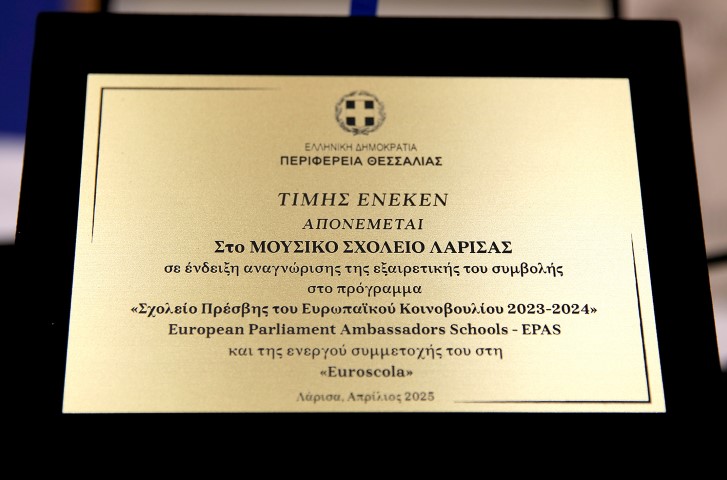 ΕΛΛΗΝΙΚΗ ΔΗΜΟΚΡΑΤΙΑ
ΠΕΡΙΦΕΡΕΙΑ ΘΕΣΣΑΛΙΑΣ
ΤΙΜΗΣ ΕΝΕΚΕΝ
ΑΠΟΝΕΜΕΤΑΙ
Στο ΜΟΥΣΙΚΟ ΣΧΟΛΕΙΟ ΛΑΡΙΣΑΣ
σε ένδειξη αναγνώρισης της εξαιρετικής του συμβολής
στο πρόγραμμα
«Σχολείο Πρέσβης του Ευρωπαϊκού Κοινοβουλίου 2023-2024»
European Parliament Ambassadors Schools - EPAS
και της ενεργού συμμετοχής του στη
«Euroscola»
Λάρισα, Απρίλιος 2025